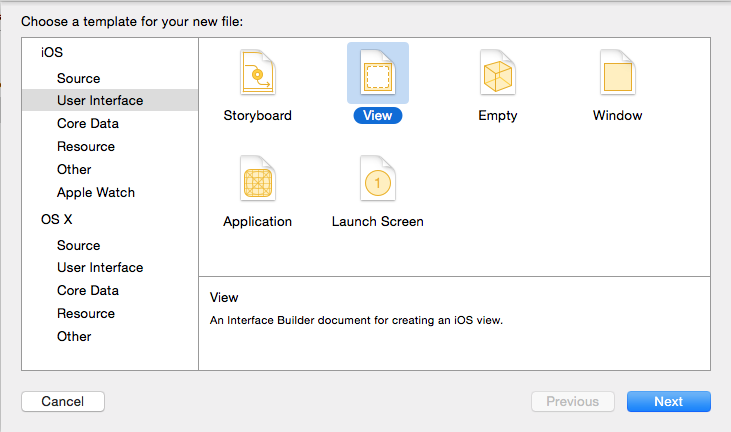 Choose a template for your new file:
iOS
Source
User Interface
Core Data
Resource
Other
Apple Watch
OS X
Source
User Interface
Core Data
Resource
Other
Storyboard
View
Empty
Window
Application
1
Launch Screen
View
An Interface Builder document for creating an iOS view.
Cancel
Previous
Next